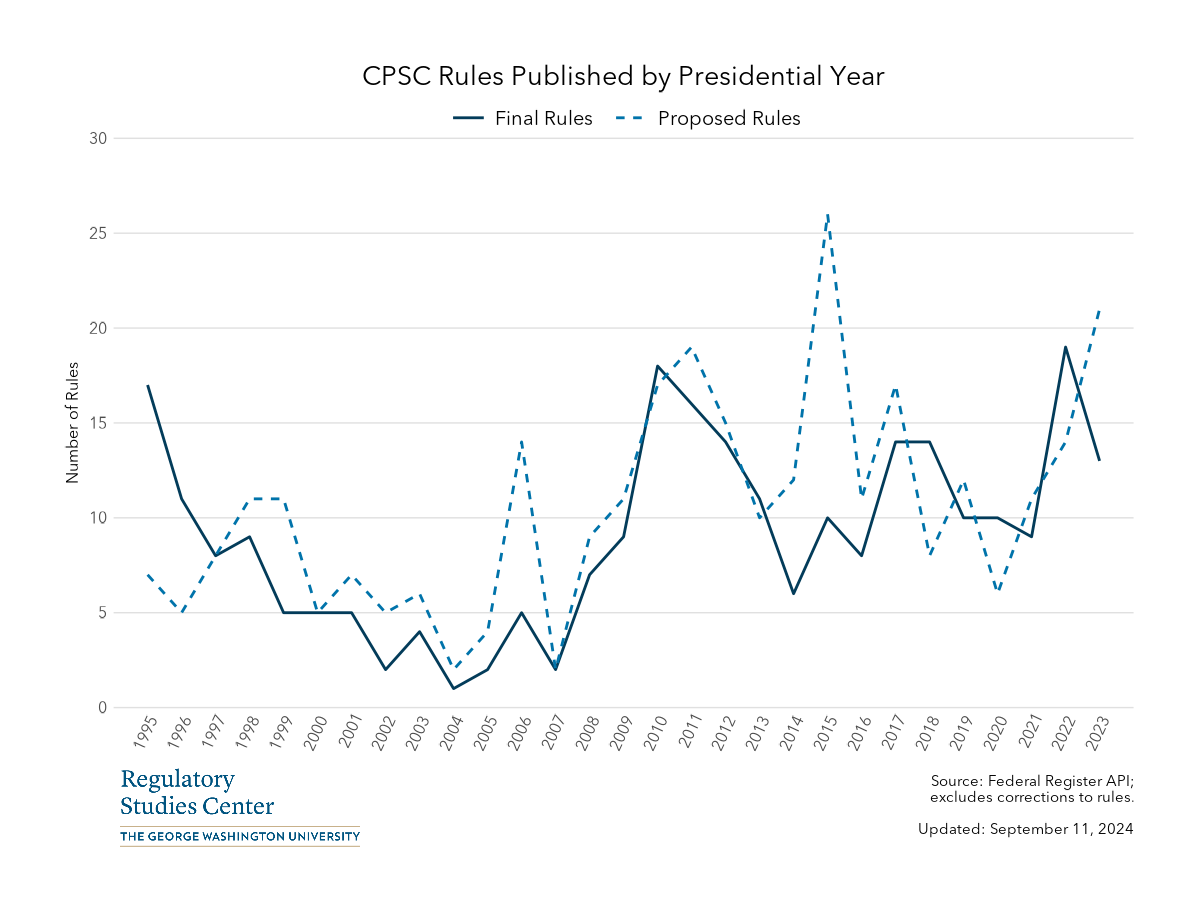 CPSC Rules Published by Presidential Year
Final Rules Proposed Rules
30
25
20
15
10
5
0
Number of Rules
1995 1996 1997 1998 1999 2000 2001 2002 2003 2004 2005 2006 2007 2008 2009 2010 2011 2012 2013 2014 2015 2016 2017 2018 2019 2020 2021 2022 2023
Regulatory
Studies Center
THE GEORGE WASHINGTON UNIVERSITY
Source: Federal Register API;
excludes corrections to rules.
Updated: September 11, 2024